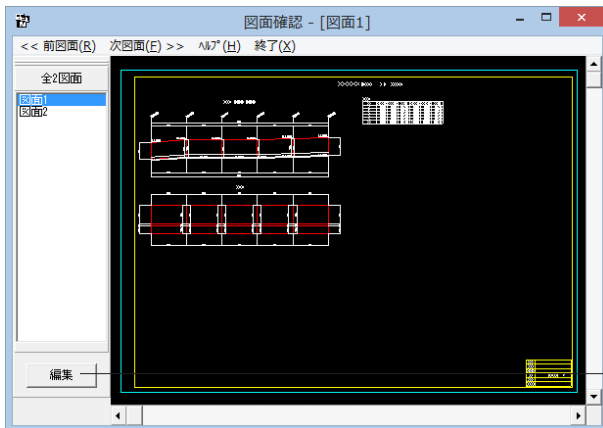 図面確認 - [図面1]
<< 前図面(R) 次図面(F) >> ﾍﾙﾌﾟ(H) 終了(X)
全2図面
図面1
図面2
編集